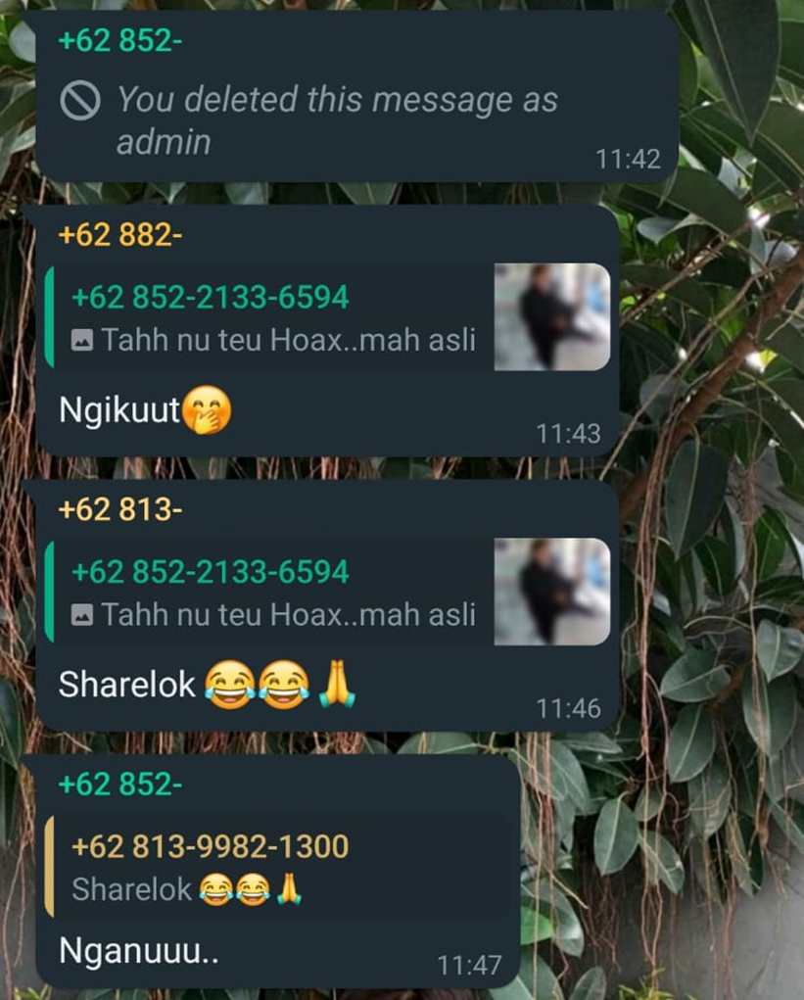 +62 852-
You deleted this message as
admin
11:42
+62 882-
+62 852-2133-6594
Tahh nu teu Hoax..mah asli
Ngikuut🤭
11:43
+62 813-
+62 852-2133-6594
Tahh nu teu Hoax..mah asli
Sharelok 😂😂🙏
11:46
+62 852-
+62 813-9982-1300
Sharelok 😂😂🙏
Nganuuu..
11:47